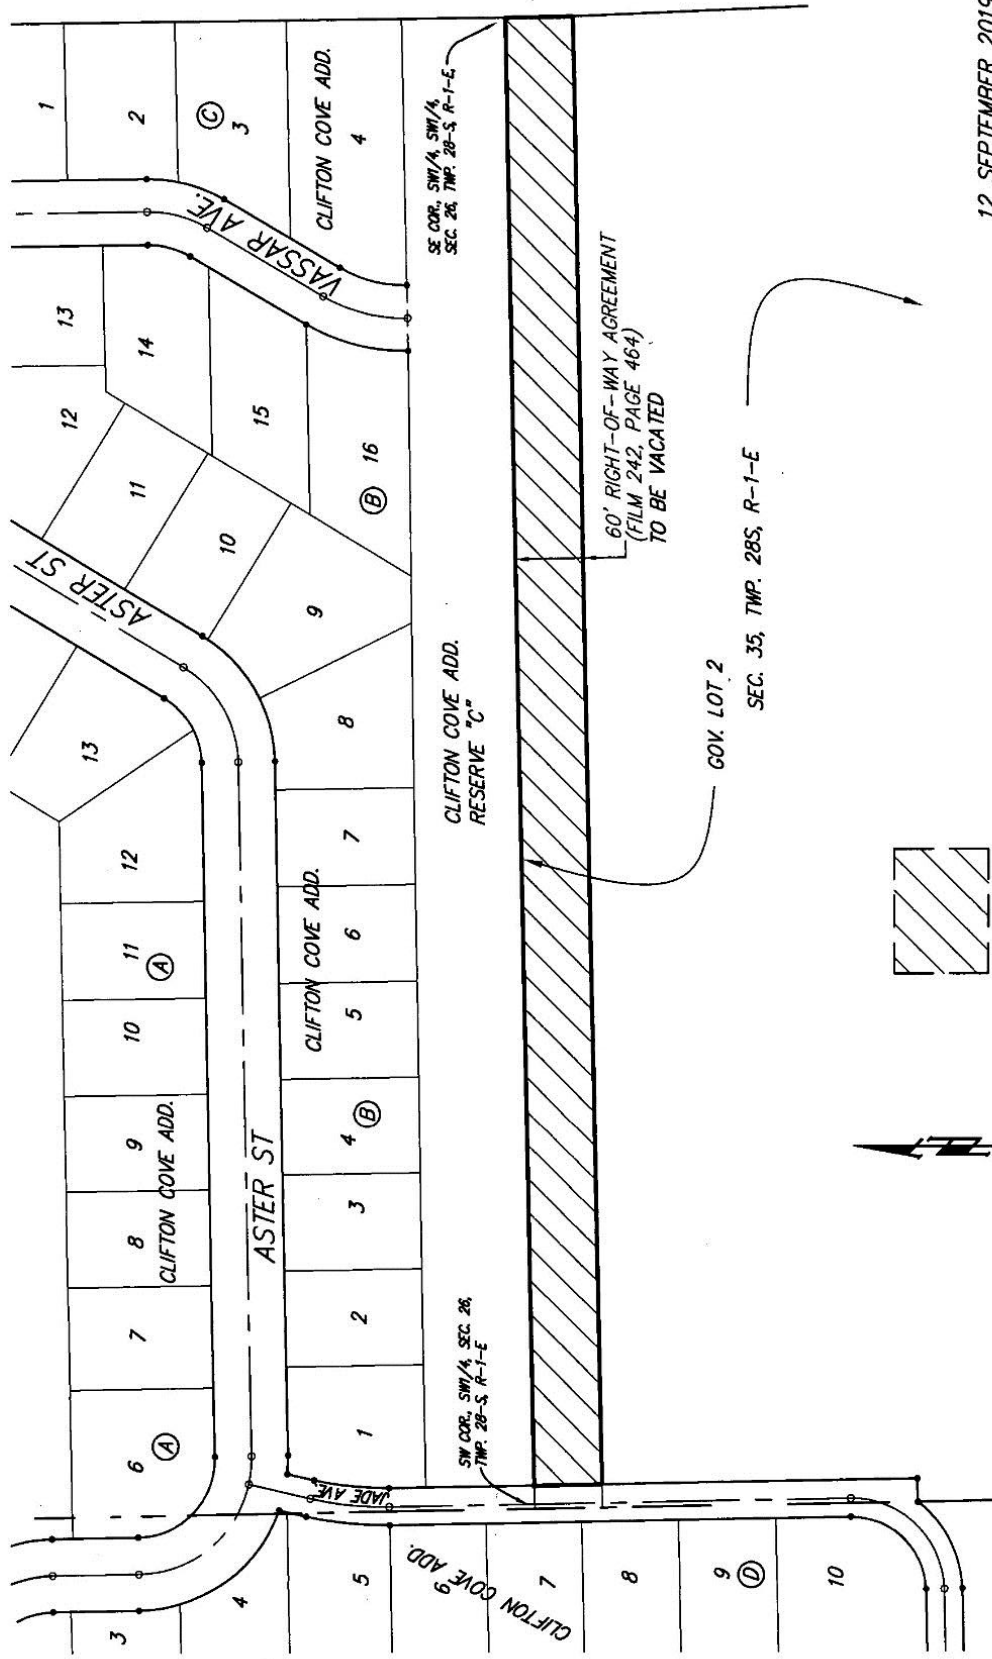 1
2
Ⓒ
3
CLIFTON COVE ADD.
4
VASSAR AVE.
SE COR., SW1/4, SW1/4,
SEC. 26, TWP. 28-S, R-1-E,
13
14
15
16
Ⓑ
12
11
10
9
8
7
6
5
4
Ⓑ
3
2
1
CLIFTON COVE ADD.
ASTER ST
13
12
11
Ⓐ
10
9
8
CLIFTON COVE ADD.
7
6
Ⓐ
ASTER ST
CLIFTON COVE ADD.
RESERVE "C"
60' RIGHT-OF-WAY AGREEMENT
(FILM 242, PAGE 464)
TO BE VACATED
GOV. LOT 2
SEC. 35, TWP. 28S, R-1-E
SW COR., SW1/4, SEC. 26,
TWP. 28-S, R-1-E
JADE AVE
3
4
5
6
CLIFTON COVE ADD.
7
8
9
Ⓓ
10
12 SEPTEMBER 2019